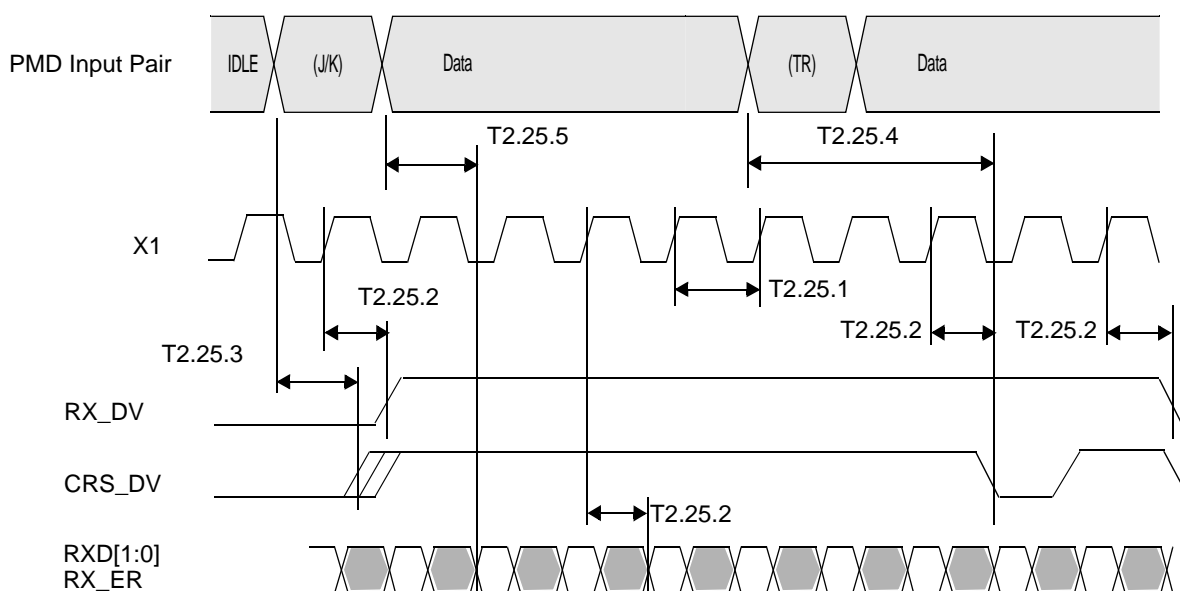 PMD Input Pair
IDLE
(J/K)
Data
(TR)
Data
T2.25.5
T2.25.4
X1
T2.25.2
T2.25.1
T2.25.2
T2.25.2
T2.25.3
RX_DV
CRS_DV
T2.25.2
RXD[1:0]
RX_ER